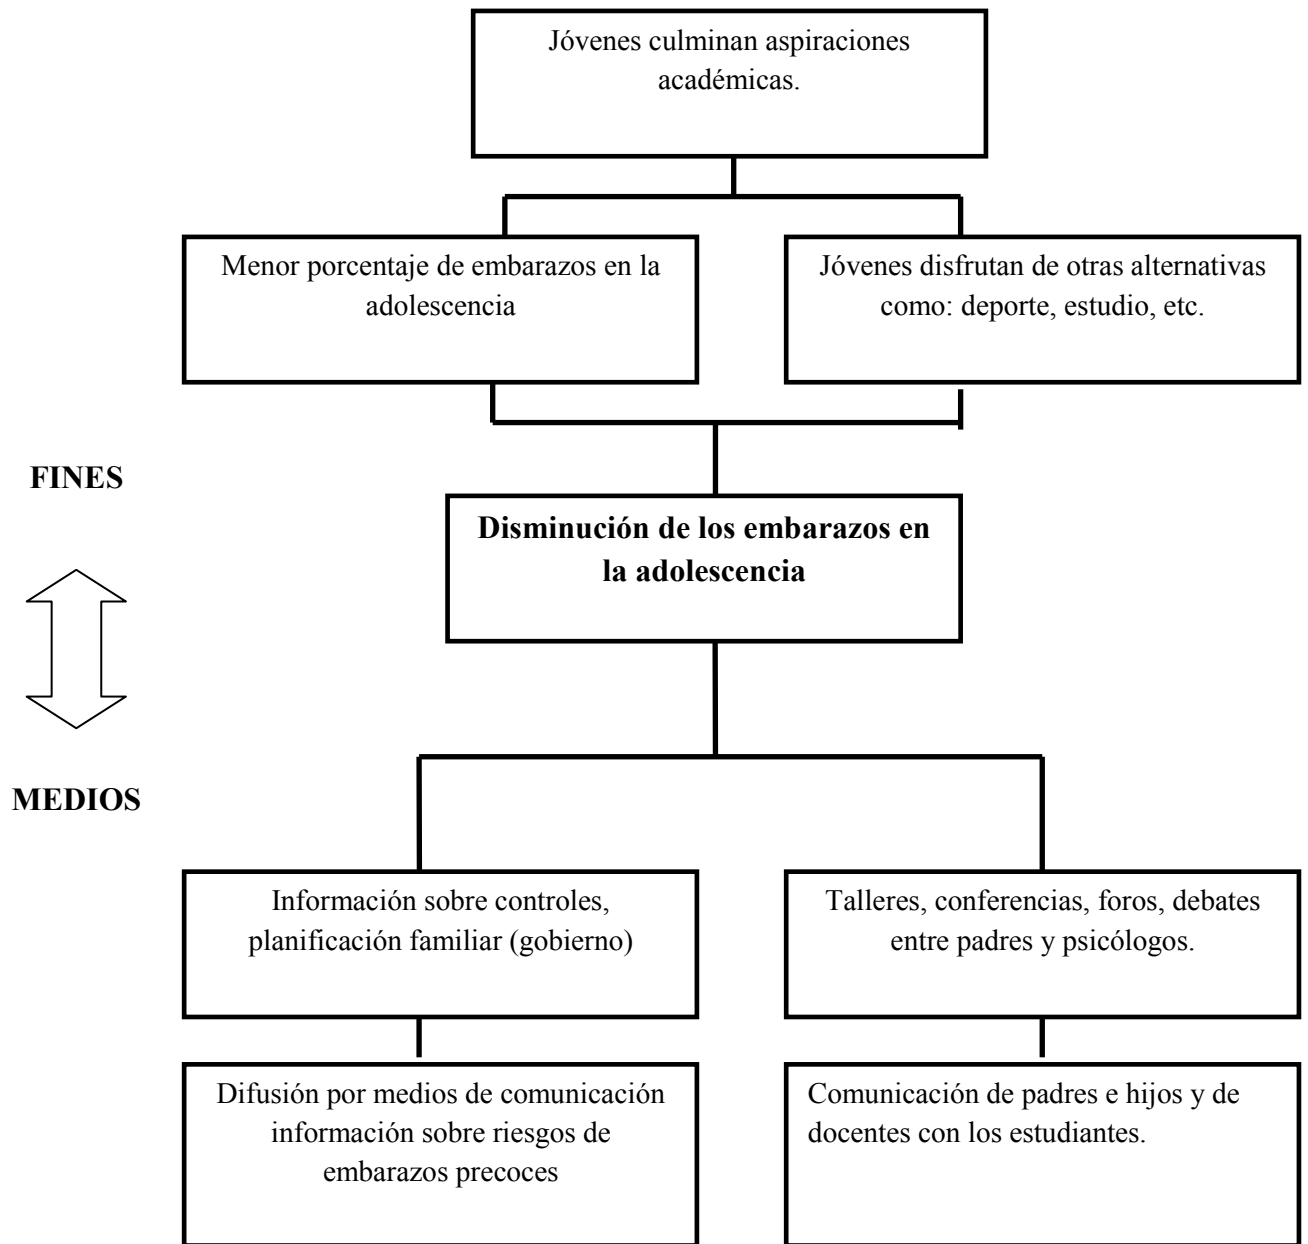 Jóvenes culminan aspiraciones
académicas.
Menor porcentaje de embarazos en la
adolescencia
Jóvenes disfrutan de otras alternativas
como: deporte, estudio, etc.
FINES
Disminución de los embarazos en
la adolescencia
MEDIOS
Información sobre controles,
planificación familiar (gobierno)
Talleres, conferencias, foros, debates
entre padres y psicólogos.
Difusión por medios de comunicación
información sobre riesgos de
embarazos precoces
Comunicación de padres e hijos y de
docentes con los estudiantes.